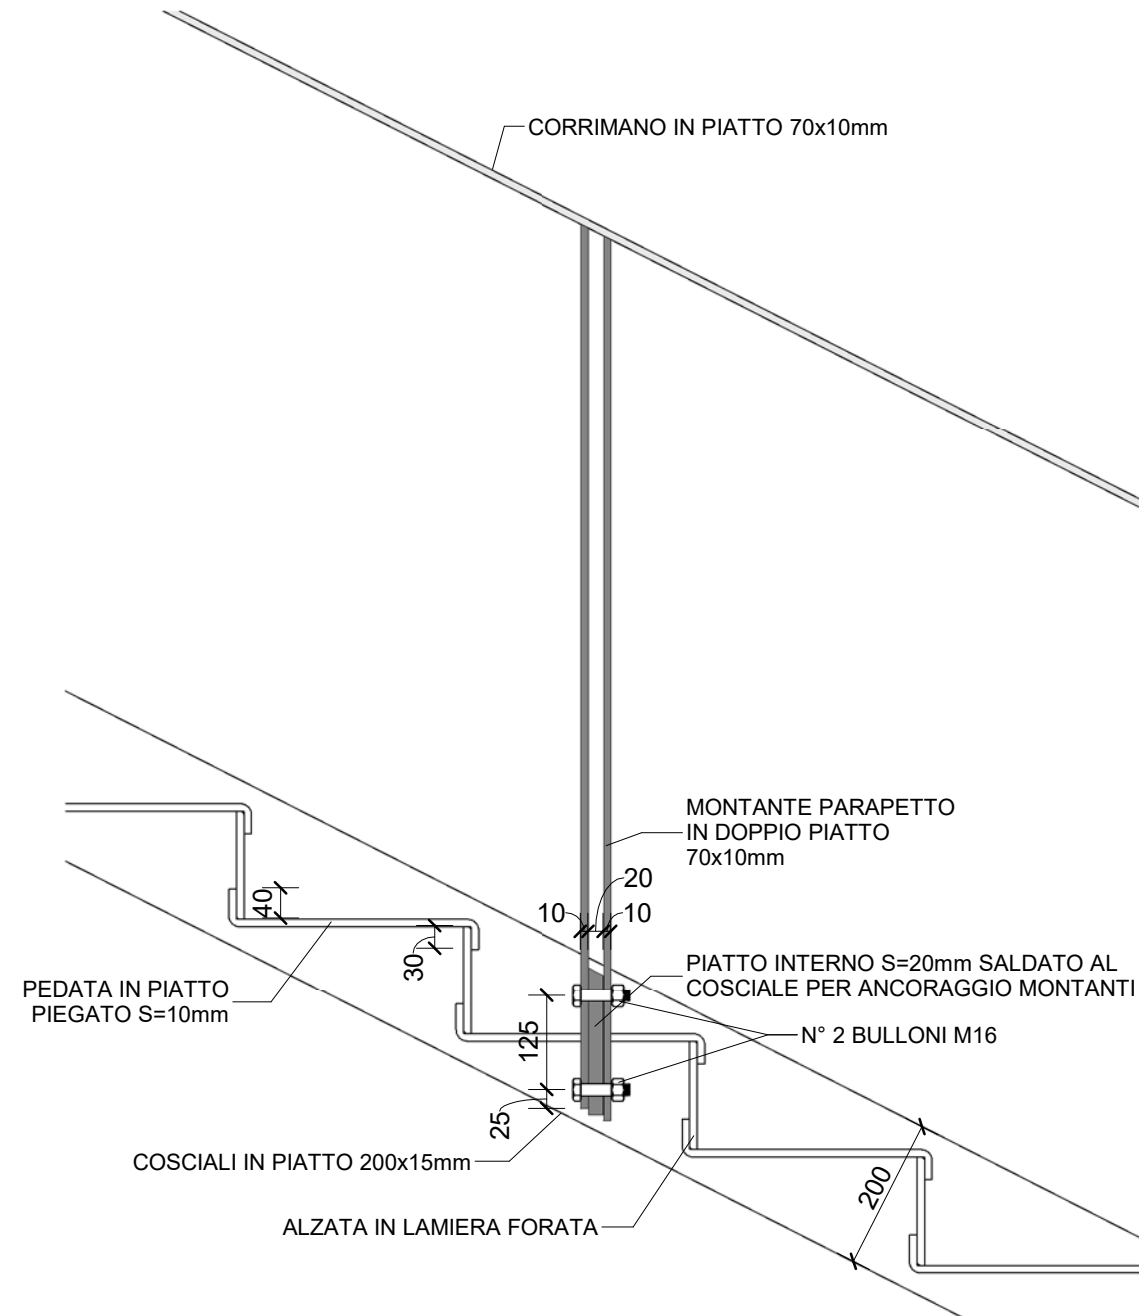 CORRIMANO IN PIATTO 70x10mm
MONTANTE PARAPETTO
IN DOPPIO PIATTO
70x10mm
20
10
10
40
30
PEDATA IN PIATTO
PIEGATO S=10mm
PIATTO INTERNO S=20mm SALDATO AL
COSCIALE PER ANCORAGGIO MONTANTI
N° 2 BULLONI M16
125
25
COSCIALI IN PIATTO 200x15mm
200
ALZATA IN LAMIERA FORATA